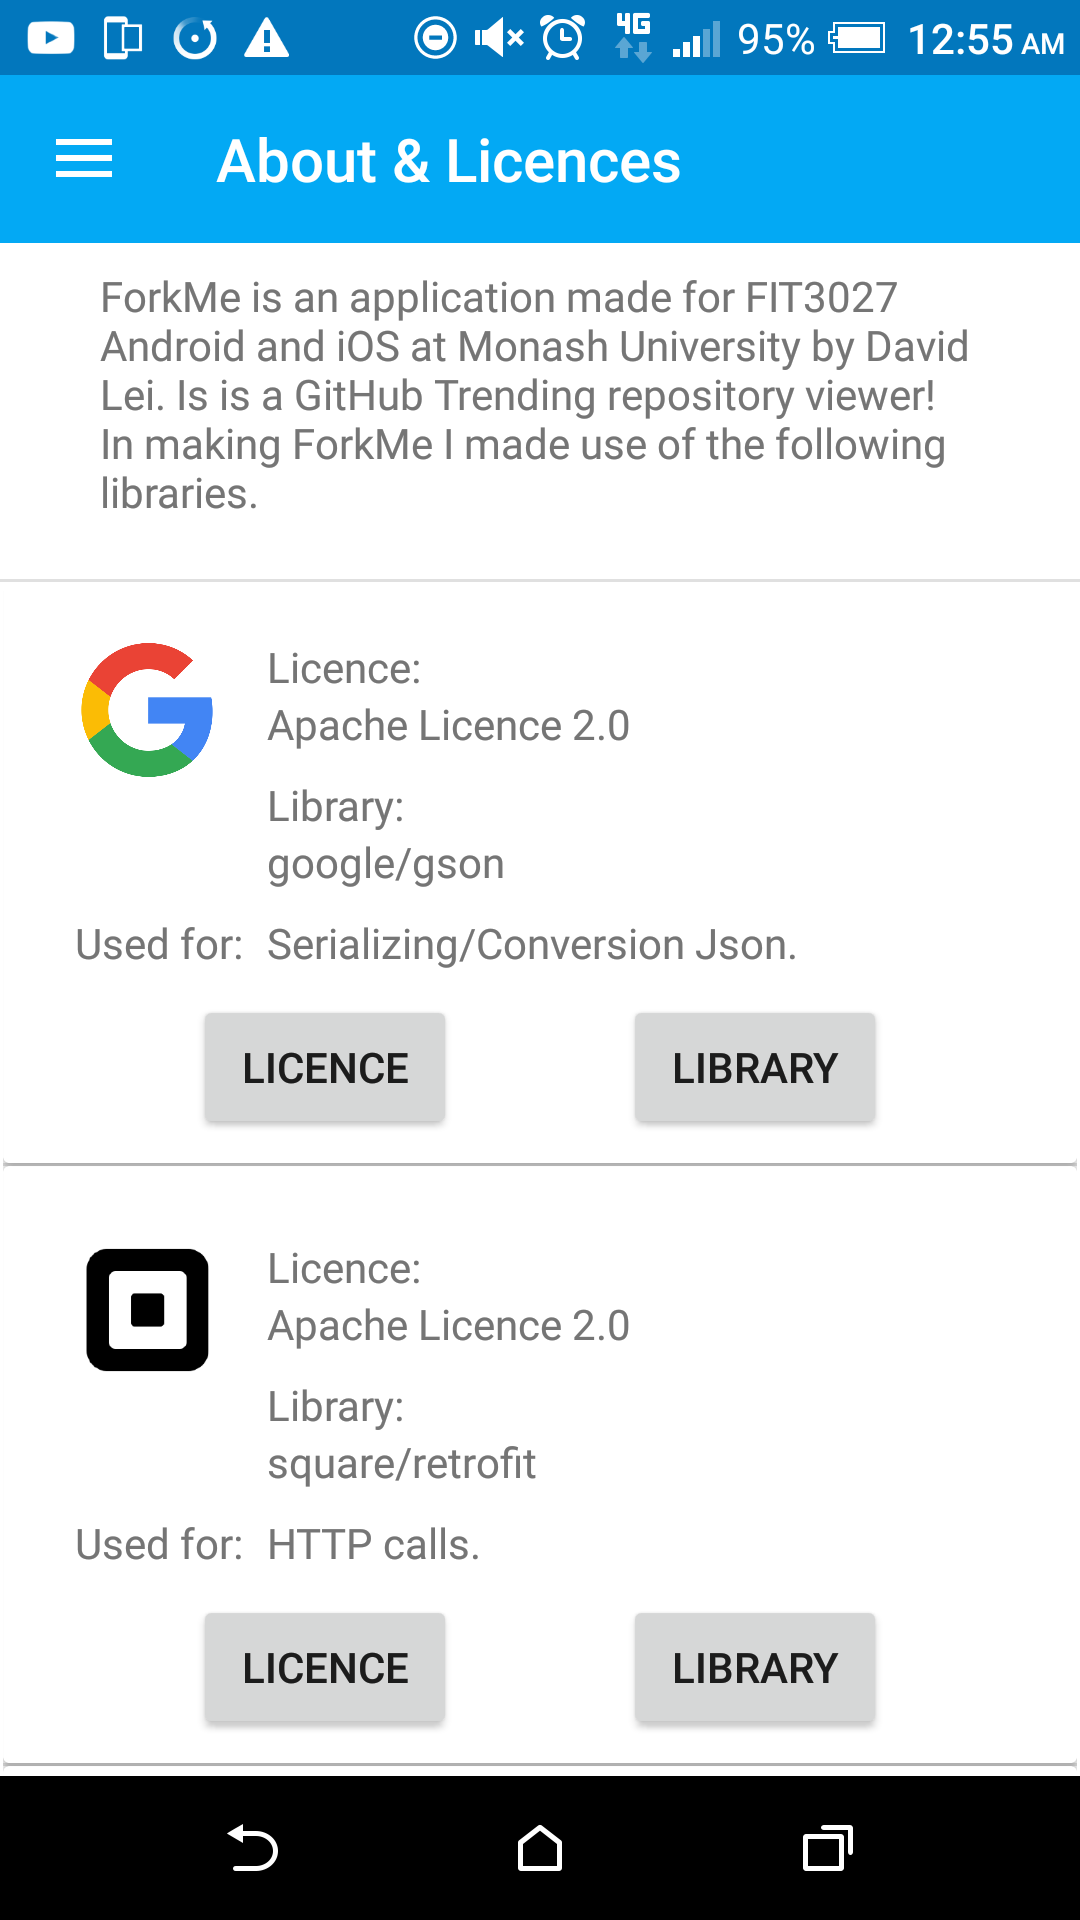 4G 95% 12:55 AM
About & Licences
ForkMe is an application made for FIT3027
Android and iOS at Monash University by David
Lei. Is is a GitHub Trending repository viewer!
In making ForkMe I made use of the following
libraries.
Licence:
Apache Licence 2.0
Library:
google/gson
Used for: Serializing/Conversion Json.
LICENCE LIBRARY
Licence:
Apache Licence 2.0
Library:
square/retrofit
Used for: HTTP calls.
LICENCE LIBRARY